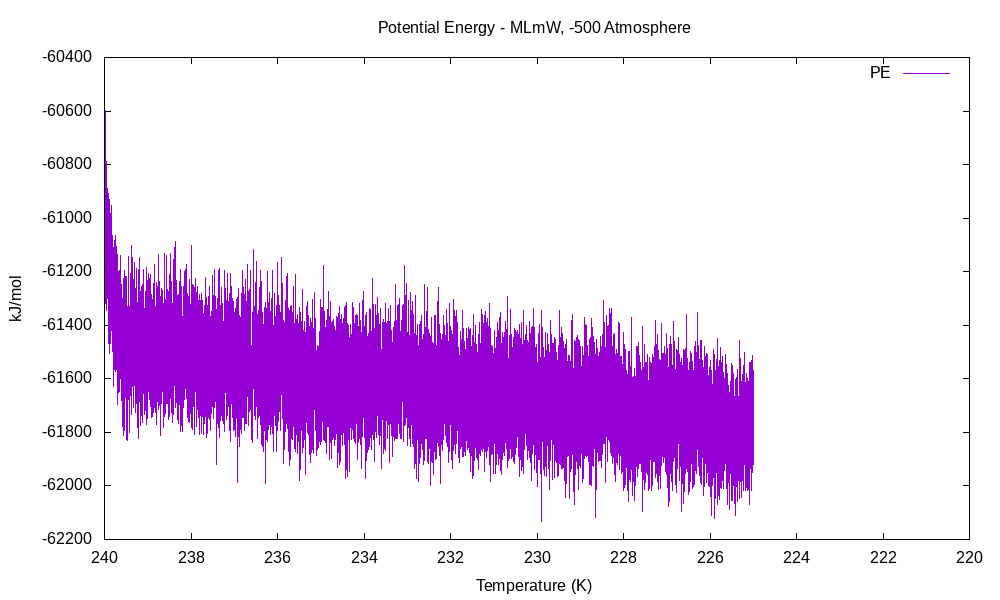 Potential Energy - MLmW, -500 Atmosphere
-60400
-60600
-60800
-61000
-61200
-61400
-61600
-61800
-62000
-62200
240 238 236 234 232 230 228 226 224 222 220
kJ/mol
Temperature (K)
PE